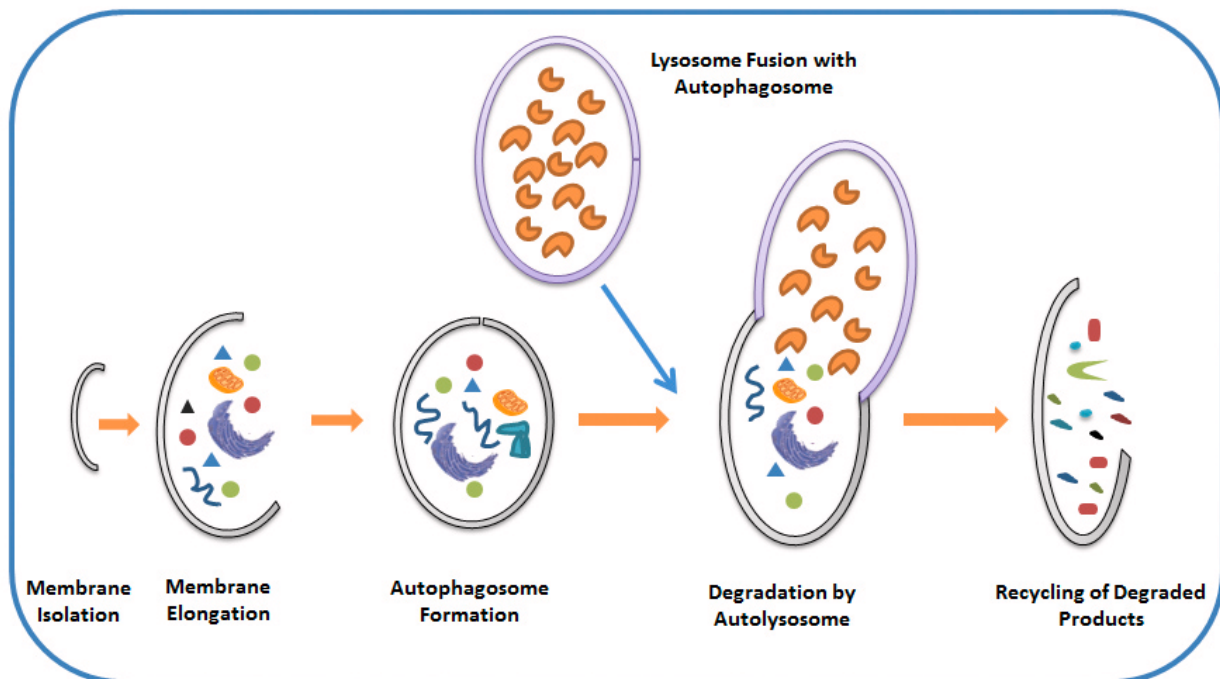 Lysosome Fusion with
Autophagosome
Membrane
Isolation
Membrane
Elongation
Autophagosome
Formation
Degradation by
Autolysosome
Recycling of Degraded
Products